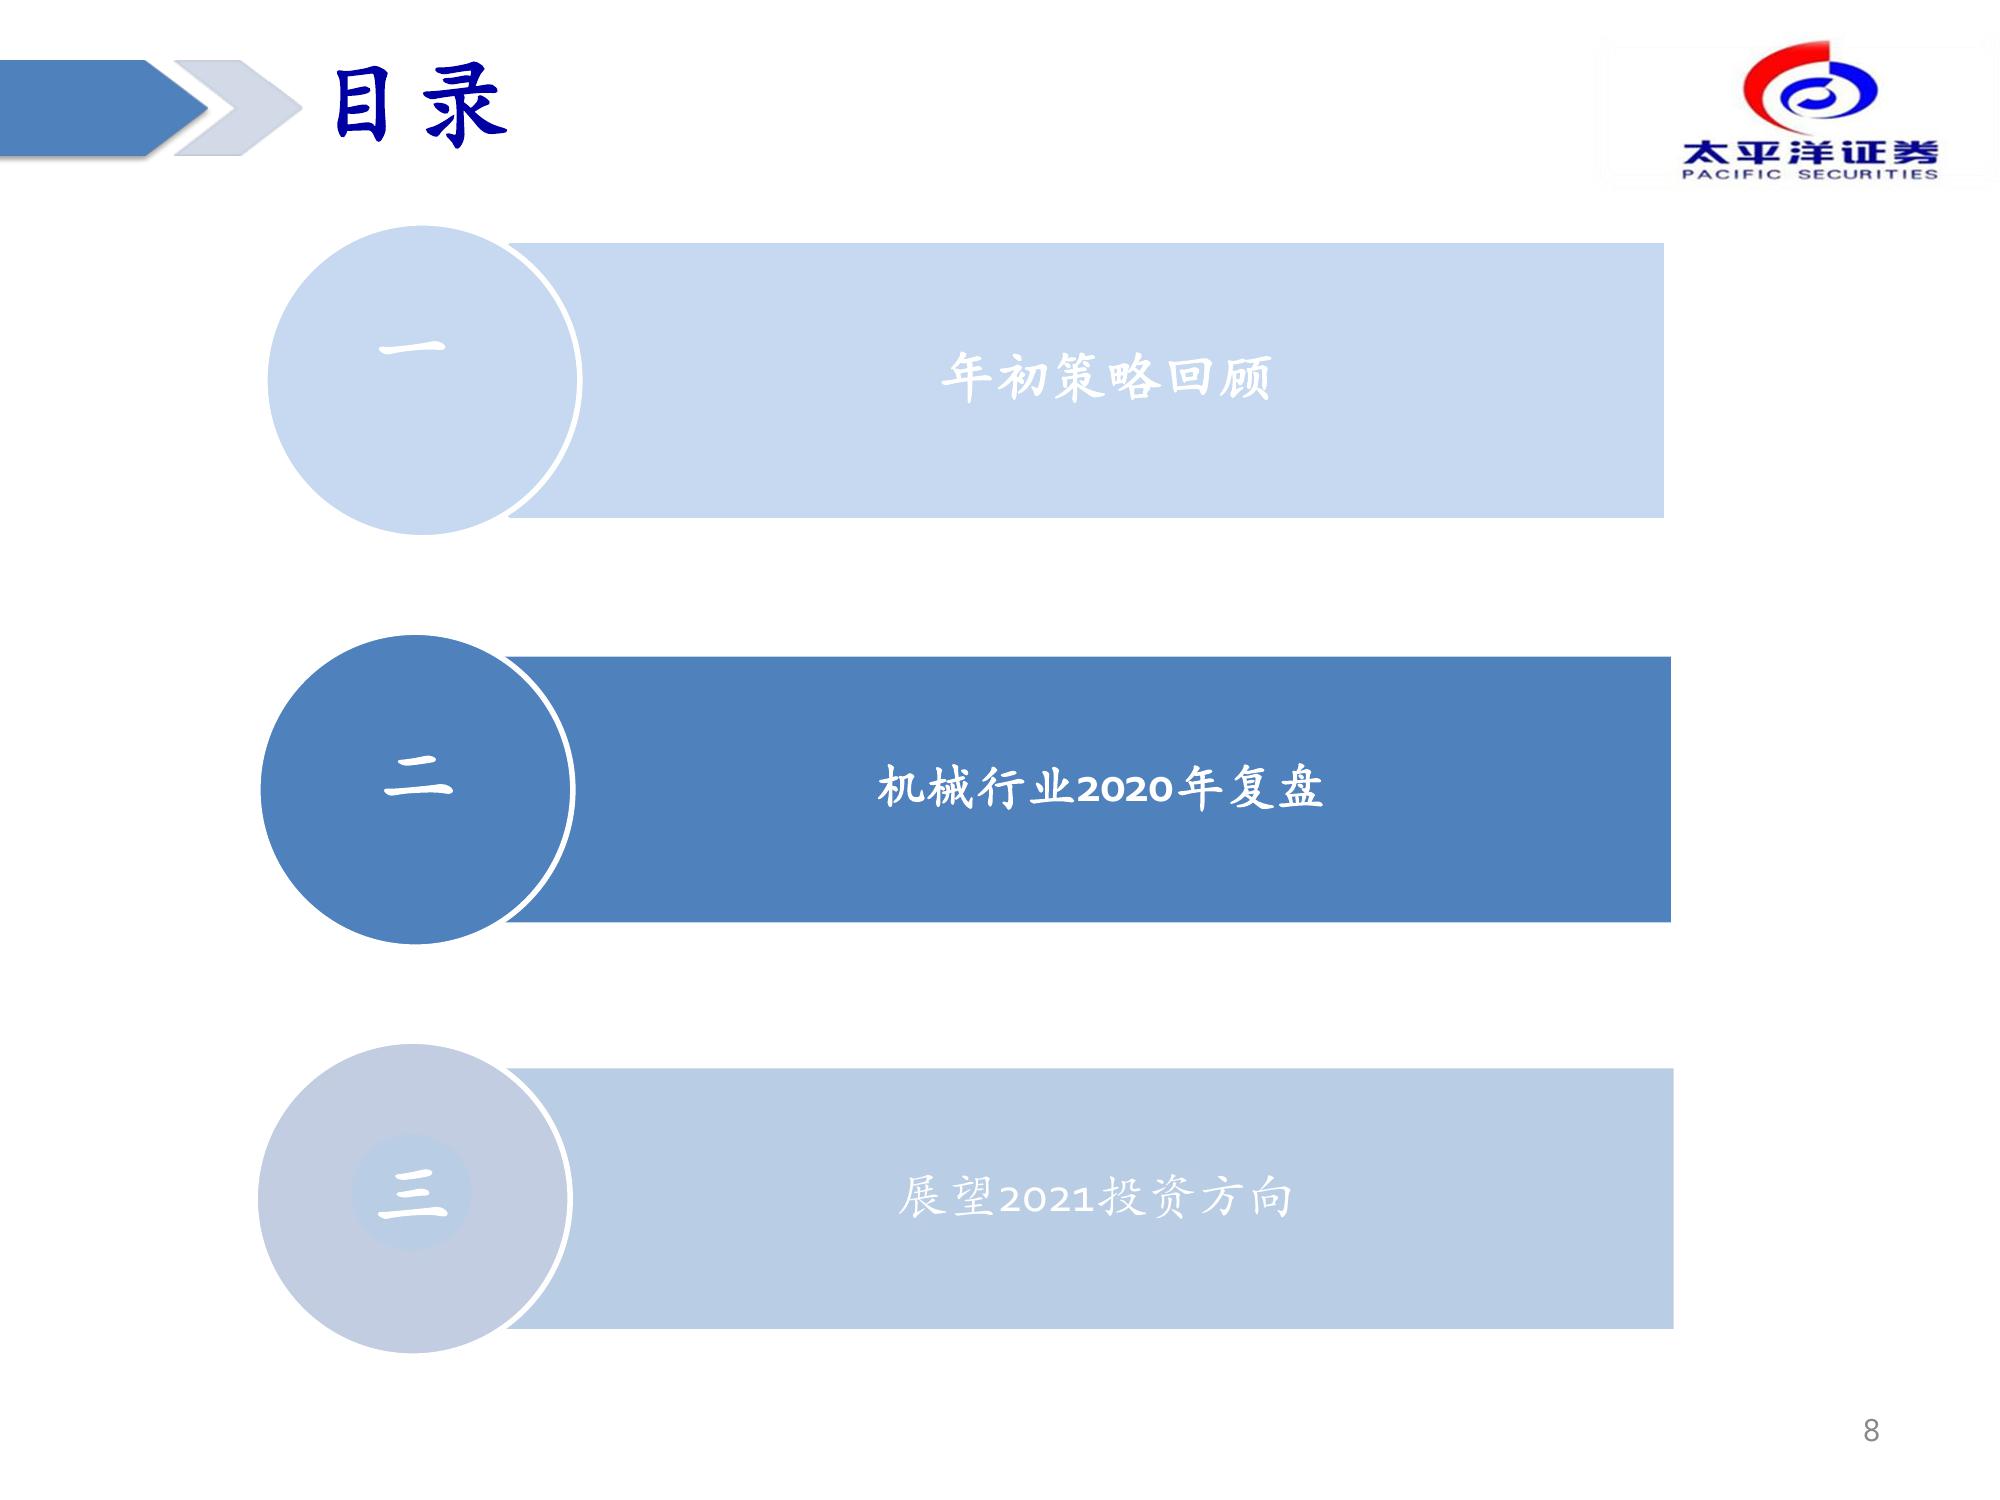 目录
太平洋证券
PACIFIC SECURITIES
一
年初策略回顾
二
机械行业2020年复盘
三
展望2021投资方向
8